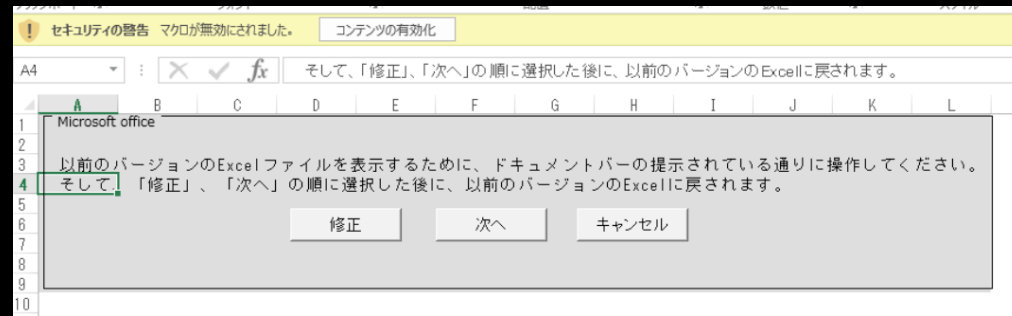 セキュリティの警告 マクロが無効にされました。 コンテンツの有効化
A4 fx そして、「修正」、「次へ」の順に選択した後に、以前のバージョンのExcelに戻されます。
A B C D E F G H I J K L
1 Microsoft office
2
3 以前のバージョンのExcelファイルを表示するために、ドキュメントバーの提示されている通りに操作してください。
4 そして、「修正」、「次へ」の順に選択した後に、以前のバージョンのExcelに戻されます。
5
6 修正 次へ キャンセル
7
8
9
10